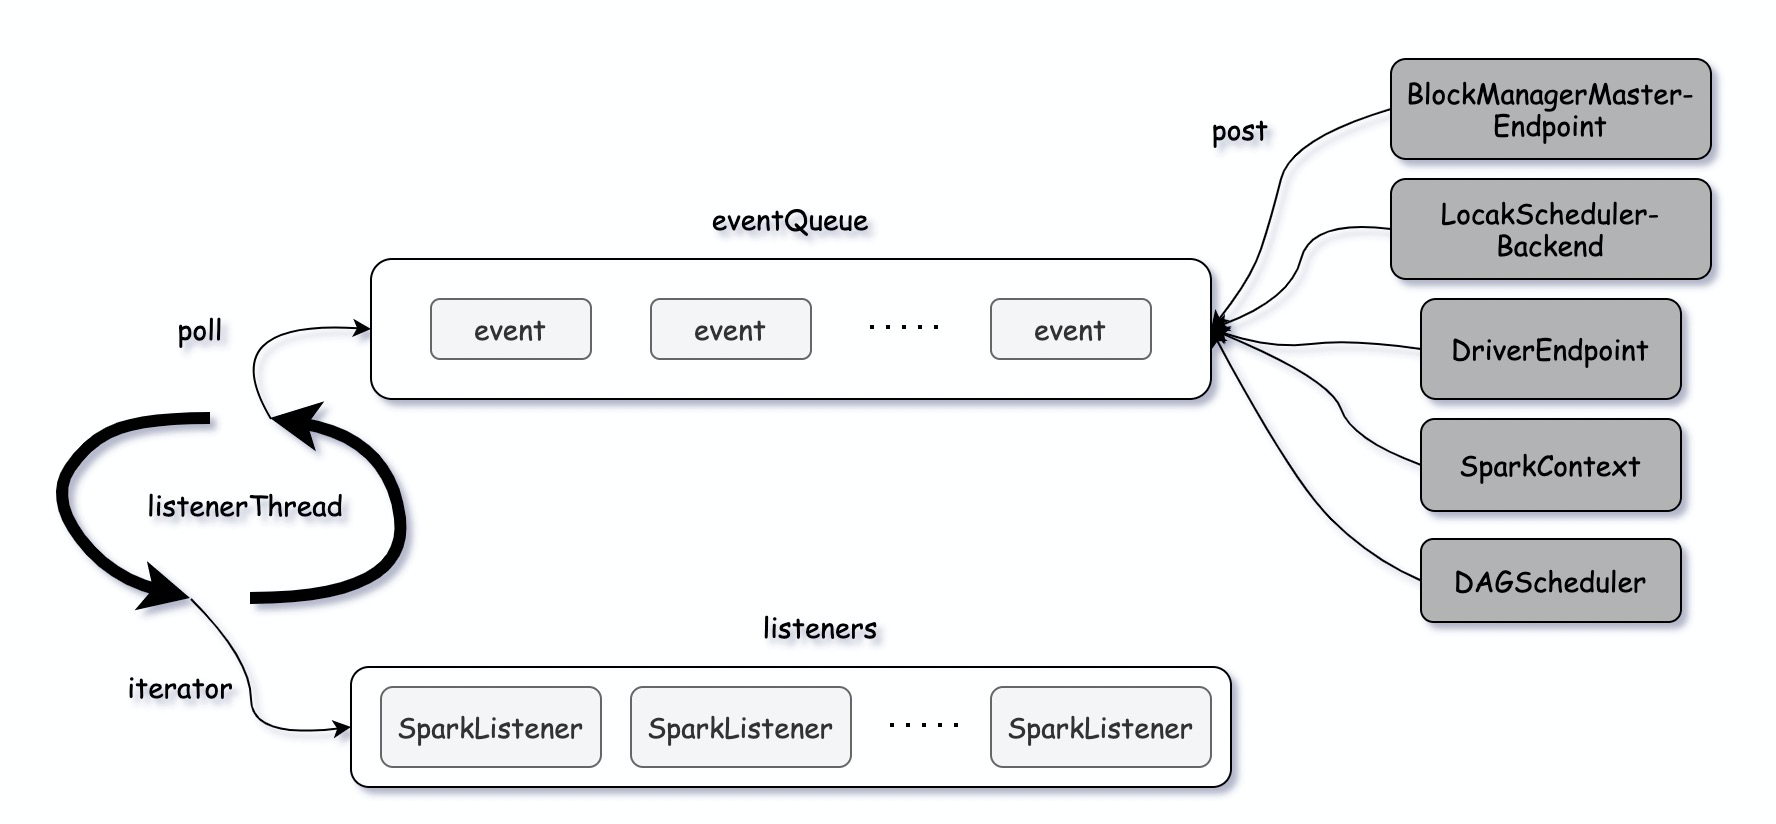 BlockManagerMaster-
Endpoint
post
LocakScheduler-
Backend
eventQueue
poll
event
event
.....
event
DriverEndpoint
SparkContext
listenerThread
DAGScheduler
listeners
iterator
SparkListener
SparkListener
.....
SparkListener